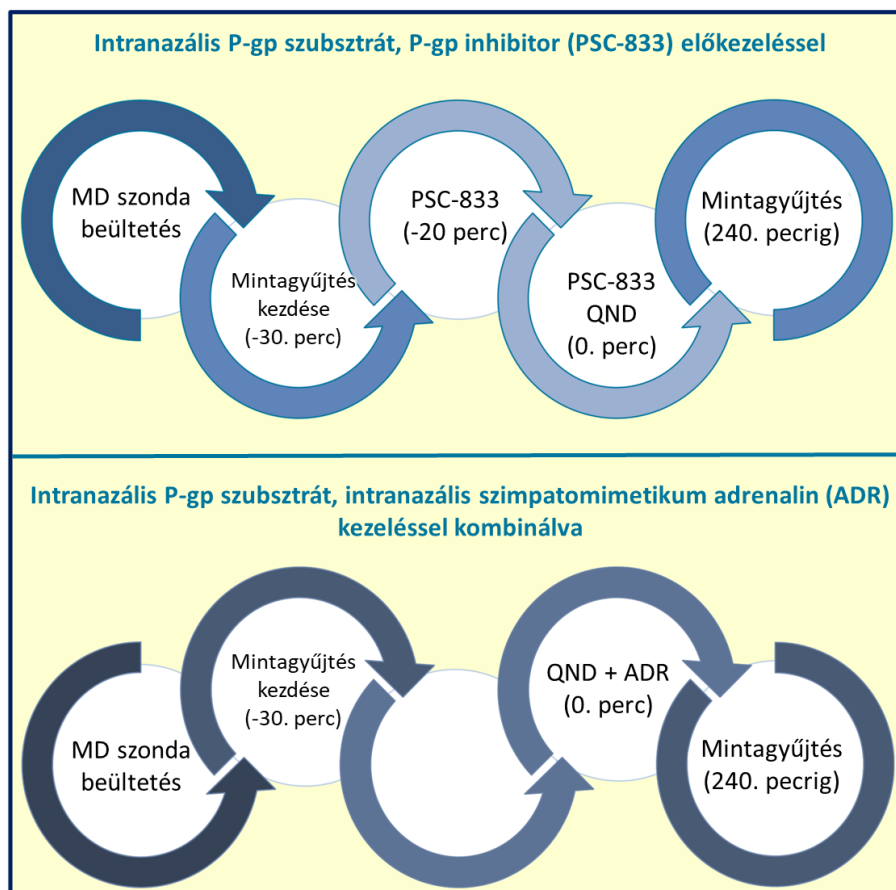 Intranazális P-gp szubsztrát, P-gp inhibitor (PSC-833) előkezeléssel
MD szonda
beültetés
Mintagyűjtés
kezdése
(-30. perc)
PSC-833
(-20 perc)
PSC-833
QND
(0. perc)
Mintagyűjtés
(240. pecrig)
Intranazális P-gp szubsztrát, intranazális szimpatomimetikum adrenalin (ADR)
kezeléssel kombinálva
MD szonda
beültetés
Mintagyűjtés
kezdése
(-30. perc)
QND + ADR
(0. perc)
Mintagyűjtés
(240. pecrig)